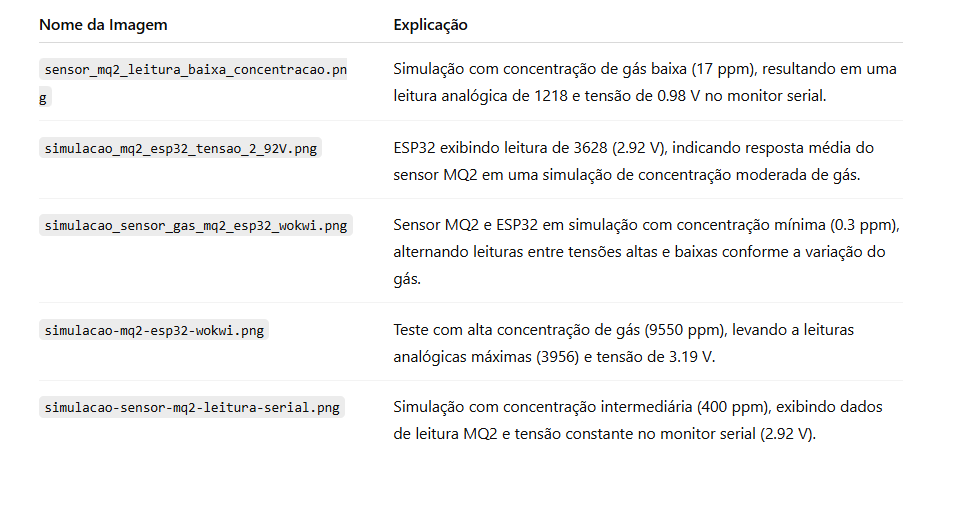 Nome da Imagem Explicação
sensor_mq2_leitura_baixa_concentracao.pn
g
Simulação com concentração de gás baixa (17 ppm), resultando em uma
leitura analógica de 1218 e tensão de 0.98 V no monitor serial.
simulacao_mq2_esp32_tensao_2_92V.png
ESP32 exibindo leitura de 3628 (2.92 V), indicando resposta média do
sensor MQ2 em uma simulação de concentração moderada de gás.
simulacao_sensor_gas_mq2_esp32_wokwi.png
Sensor MQ2 e ESP32 em simulação com concentração mínima (0.3 ppm),
alternando leituras entre tensões altas e baixas conforme a variação do
gás.
simulacao-mq2-esp32-wokwi.png
Teste com alta concentração de gás (9550 ppm), levando a leituras
analógicas máximas (3956) e tensão de 3.19 V.
simulacao-sensor-mq2-leitura-serial.png
Simulação com concentração intermediária (400 ppm), exibindo dados
de leitura MQ2 e tensão constante no monitor serial (2.92 V).